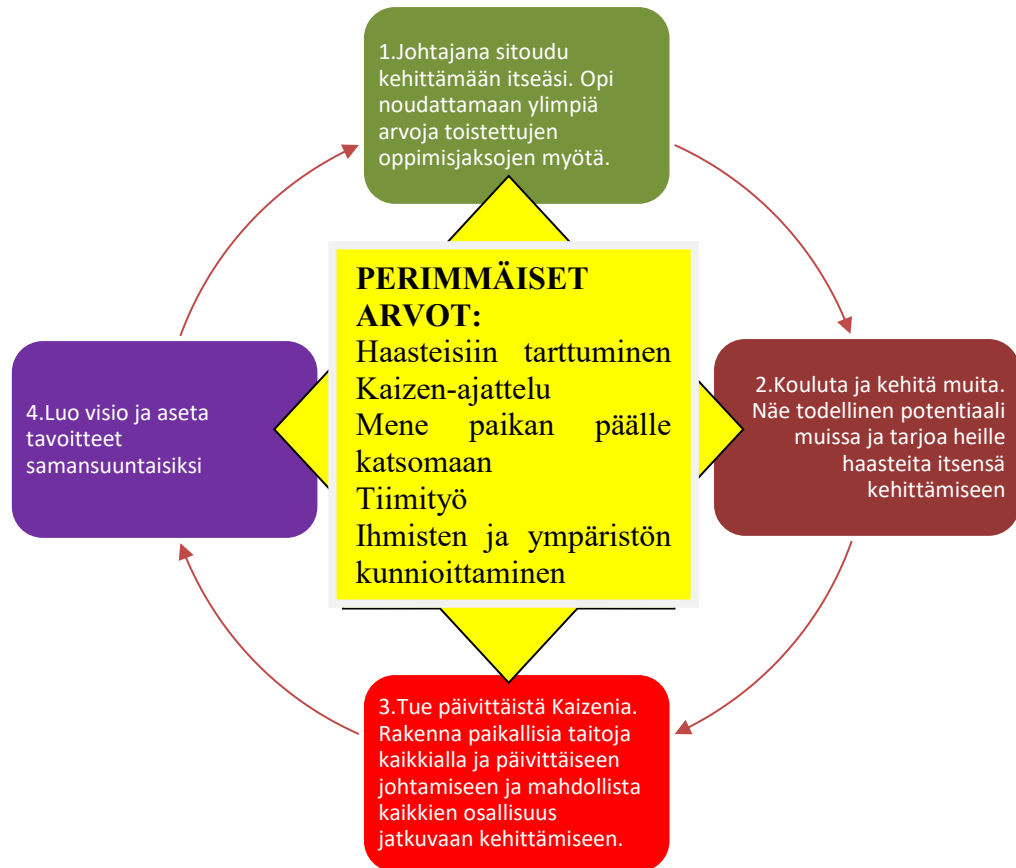 1.Johtajana sitoudu
kehittämään itseäsi. Opi
noudattamaan ylimpiä
arvoja toistettujen
oppimisjaksojen myötä.
PERIMMÄISET
ARVOT:
Haasteisiin tarttuminen
Kaizen-ajattelu
Mene paikan päälle
katsomaan
Tiimityö
Ihmisten ja ympäristön
kunnioittaminen
2.Kouluta ja kehitä muita.
Näe todellinen potentiaali
muissa ja tarjoa heille
haasteita itsensä
kehittämiseen
3.Tue päivittäistä Kaizenia.
Rakenna paikallisia taitoja
kaikkialla ja päivittäiseen
johtamiseen ja mahdollista
kaikkien osallisuus
jatkuvaan kehittämiseen.
4.Luo visio ja aseta
tavoitteet
samansuuntaisiksi